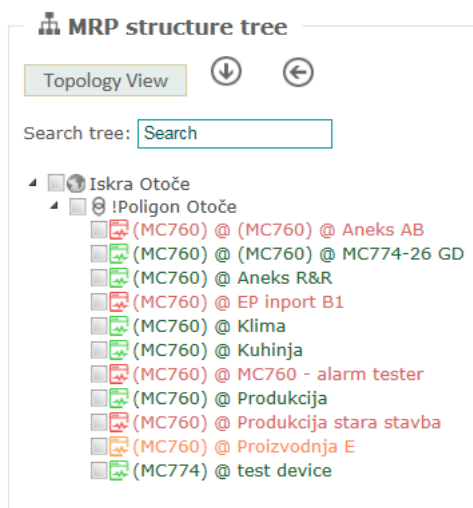 MRP structure tree
Topology View
Search tree: Search
Iskra Otoče
!Poligon Otoče
(MC760) @ (MC760) @ Aneks AB
(MC760) @ (MC760) @ MC774-26 GD
(MC760) @ Aneks R&R
(MC760) @ EP inport B1
(MC760) @ Klima
(MC760) @ Kuhinja
(MC760) @ MC760 - alarm tester
(MC760) @ Produkcija
(MC760) @ Produkcija stara stavba
(MC760) @ Proizvodnja E
(MC774) @ test device